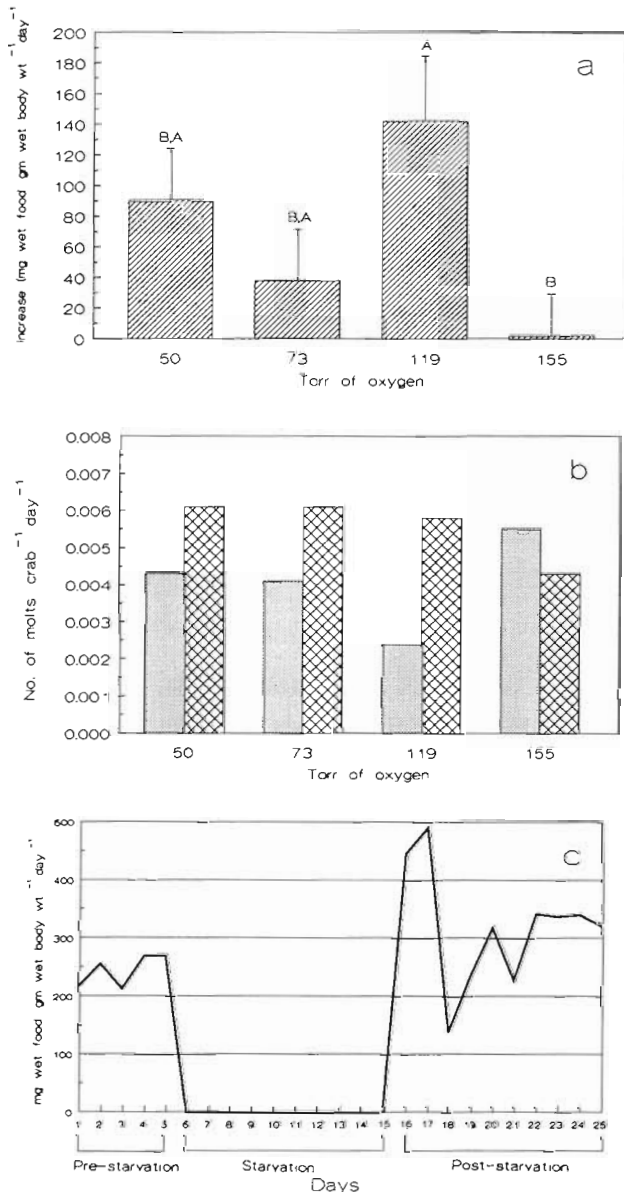 Increase (mg wet food gm wet body wt ⁻¹ day ⁻¹
200
180
160
140
120
100
80
60
40
20
0
a
B,A
B,A
A
B
50 73 119 155
Torr of oxygen
No. of molts crab ⁻¹ day ⁻¹
0.008
0.007
0.006
0.005
0.004
0.003
0.002
0.001
0.000
b
50 73 119 155
Torr of oxygen
mg wet food gm wet body wt ⁻¹ day ⁻¹
500
400
300
200
100
0
c
1 2 3 4 5 6 7 8 9 10 11 12 13 14 15 16 17 18 19 20 21 22 23 24 25
Pre-starvation Starvation Post-starvation
Days